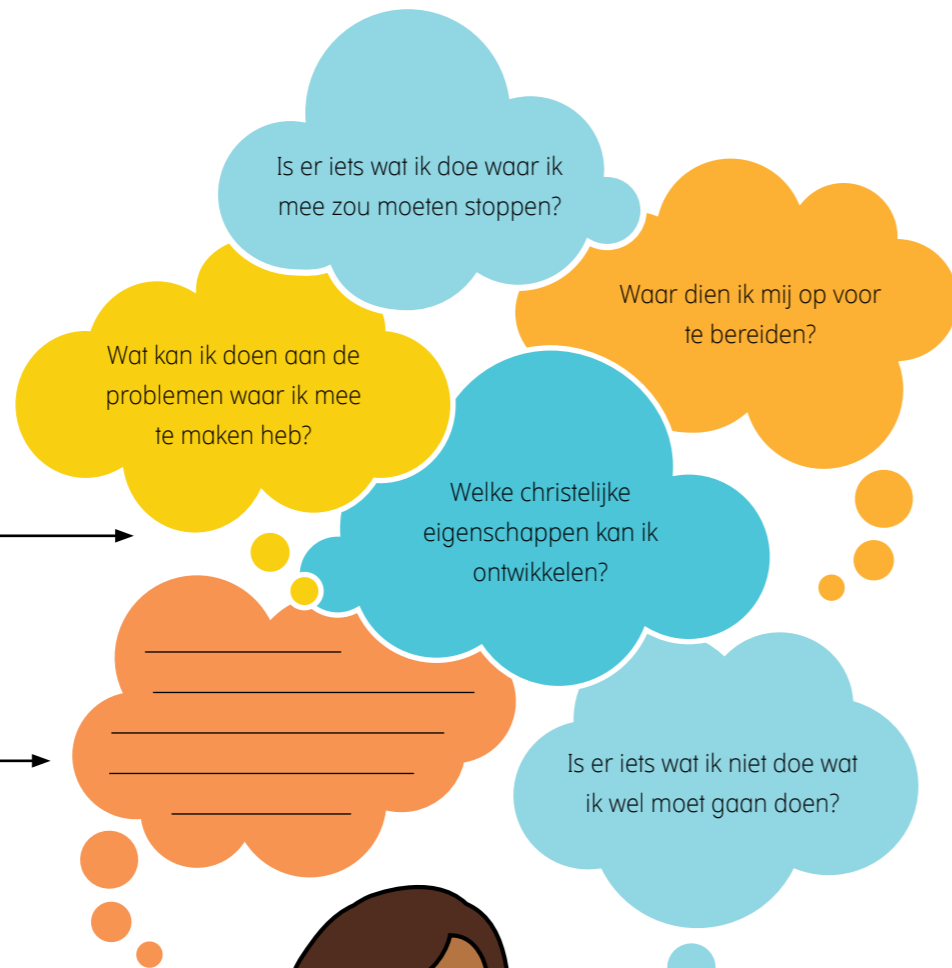 Is er iets wat ik doe waar ik
mee zou moeten stoppen?
Waar dien ik mij op voor
te bereiden?
Wat kan ik doen aan de
problemen waar ik mee
te maken heb?
Welke christelijke
eigenschappen kan ik
ontwikkelen?
Is er iets wat ik niet doe wat
ik wel moet gaan doen?